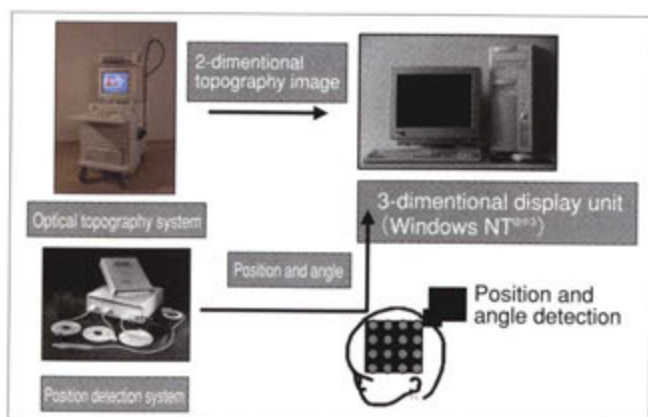 2-dimentional
topography image
Optical topography system
3-dimentional display unit
(Windows NT®※3)
Position and angle
Position and
angle detection
Position detection system